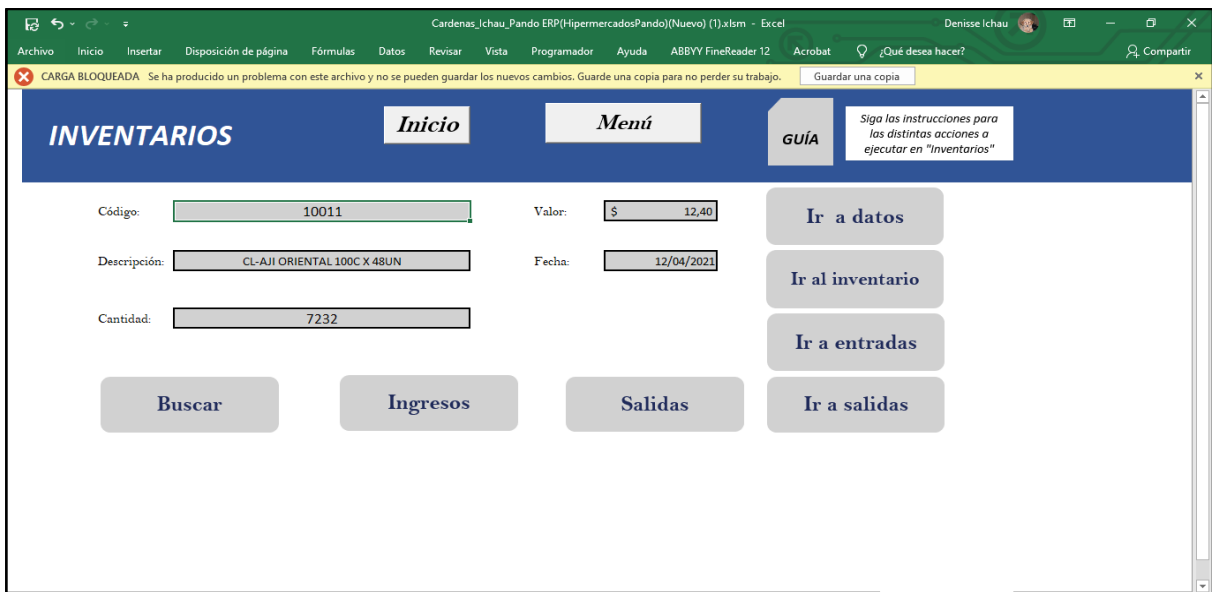 Cardenas_Ichau_Pando ERP(HipermercadosPando)(Nuevo) (1).xlsm - Excel
Denisse Ichau
Archivo Inicio Insertar Disposición de página Fórmulas Datos Revisar Vista Programador Ayuda ABBYY FineReader 12 Acrobat ¿Qué desea hacer? Compartir
CARGA BLOQUEADA Se ha producido un problema con este archivo y no se pueden guardar los nuevos cambios. Guarde una copia para no perder su trabajo. Guardar una copia
INVENTARIOS
Inicio
Menú
GUÍA
Siga las instrucciones para
las distintas acciones a
ejecutar en "Inventarios"
Código: 10011 Valor: $ 12,40
Ir a datos
Descripción: CL-AJI ORIENTAL 100C X 48UN Fecha: 12/04/2021
Ir al inventario
Cantidad: 7232
Ir a entradas
Buscar Ingresos Salidas Ir a salidas